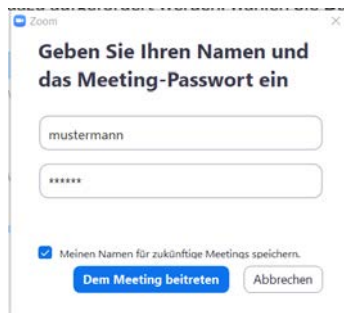 Zoom
Geben Sie Ihren Namen und
das Meeting-Passwort ein
mustermann
******
Meinen Namen für zukünftige Meetings speichern.
Dem Meeting beitreten Abbrechen